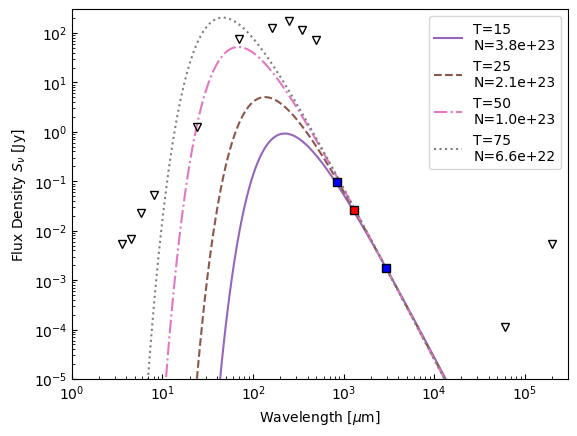 T=15
N=3.8e+23
T=25
N=2.1e+23
T=50
N=1.0e+23
T=75
N=6.6e+22
Flux Density $S_\nu$ [Jy]
10²
10¹
10⁰
10⁻¹
10⁻²
10⁻³
10⁻⁴
10⁻⁵
10⁰ 10¹ 10² 10³ 10⁴ 10⁵
Wavelength [μm]